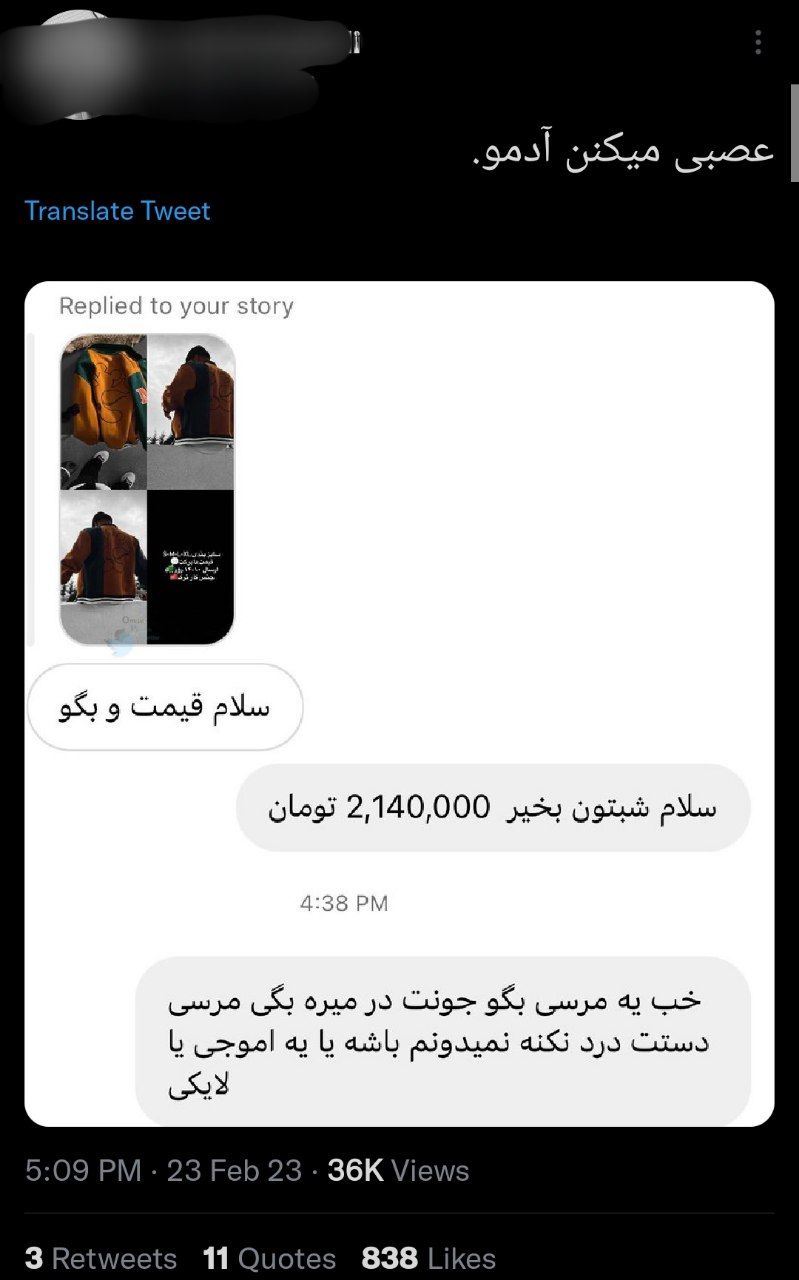 عصبی میکنن آدمو.
Translate Tweet
Replied to your story
سلام قیمت و بگو
سلام شبتون بخیر 2,140,000 تومان
4:38 PM
خب یه مرسی بگو جونت در میره بگی مرسی
دستت درد نکنه نمیدونم باشه یا یه اموجی یا
لایکی
5:09 PM · 23 Feb 23 · 36K Views
3 Retweets 11 Quotes 838 Likes